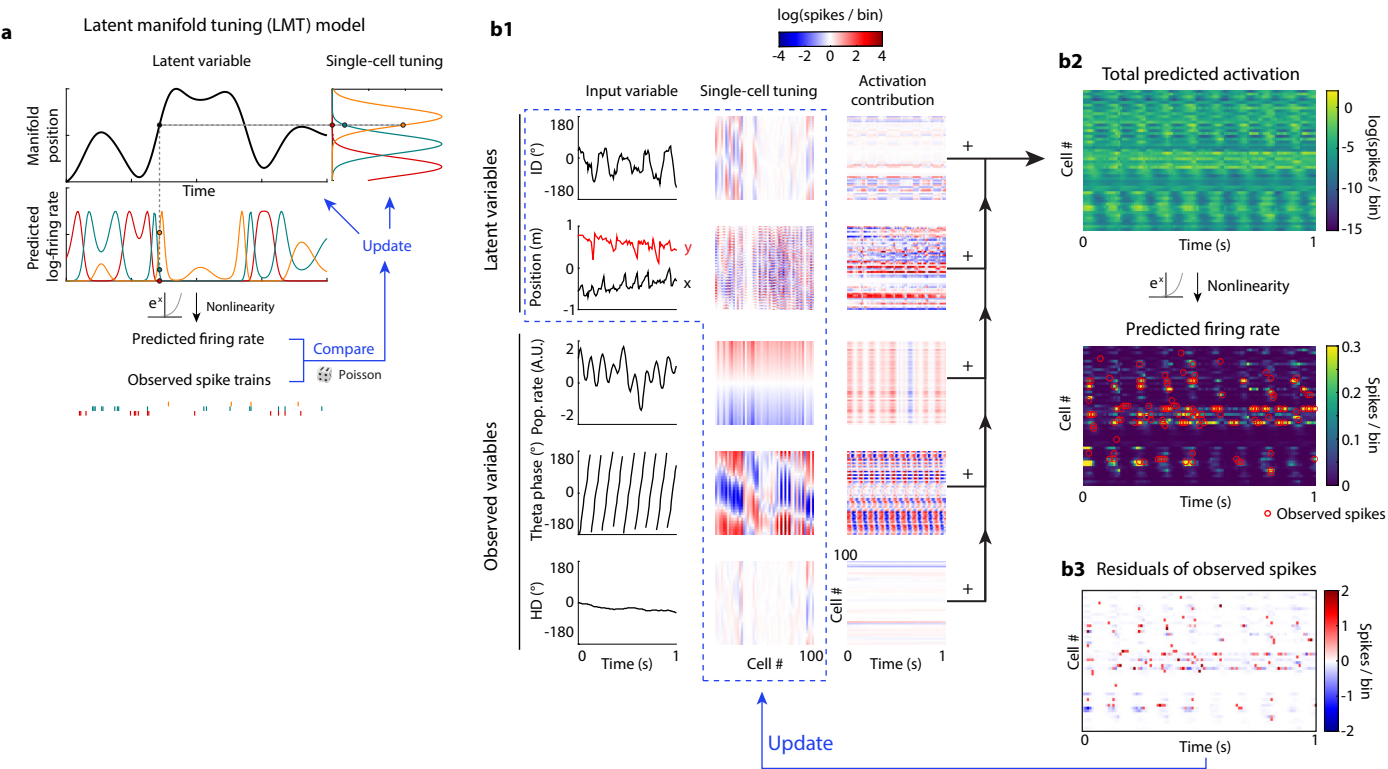 a
Latent manifold tuning (LMT) model
Latent variable
Single-cell tuning
Manifold
position
Time
Predicted
log-firing rate
Update
eˣ
Nonlinearity
Predicted firing rate
Compare
Observed spike trains
Poisson
b1
log(spikes / bin)
-4 -2 0 2 4
Input variable
Single-cell tuning
Activation
contribution
Latent variables
180
ID (°)
0
-180
+
1
Position (m)
0
-1
y
x
+
Observed variables
2
Pop. rate (A.U.)
0
-2
+
180
Theta phase (°)
0
-180
+
180
HD (°)
0
-180
100
Cell #
+
0 Time (s) 1
Cell # 100
0 Time (s) 1
Update
b2
Total predicted activation
Cell #
0
-5
-10
-15
log(spikes / bin)
Time (s) 1
eˣ
Nonlinearity
Predicted firing rate
Cell #
0.3
0.2
0.1
0
Spikes / bin
0 Time (s) 1
Observed spikes
b3 Residuals of observed spikes
Cell #
2
1
0
-1
-2
Spikes / bin
0 Time (s) 1